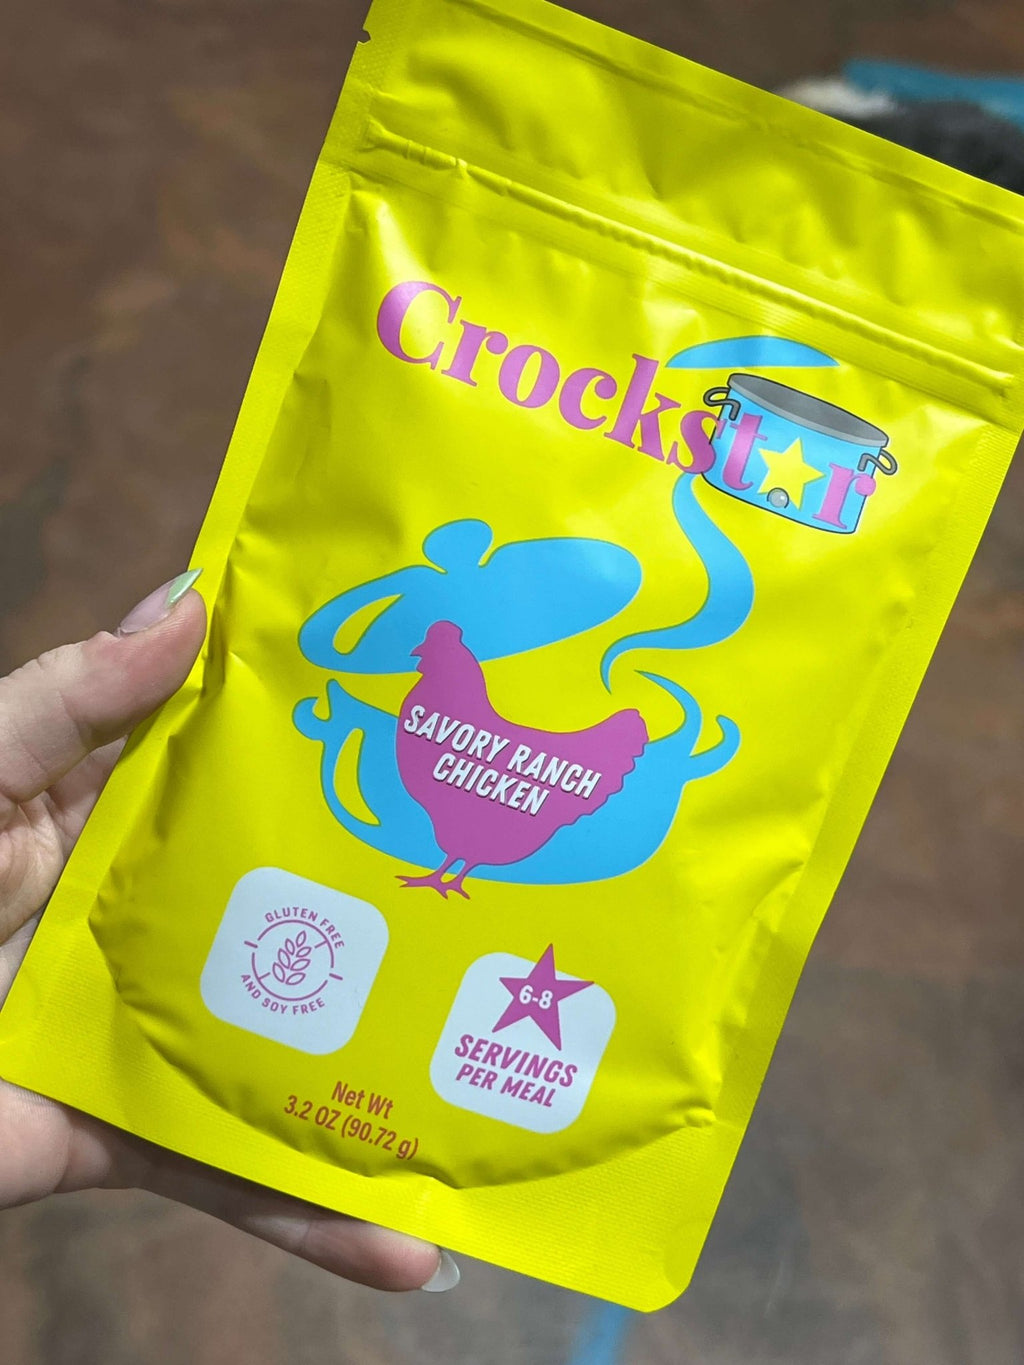 Crockstar
SAVORY RANCH
CHICKEN
GLUTEN FREE
AND SOY FREE
6-8
SERVINGS
PER MEAL
Net Wt
3.2 OZ (90.72 g)